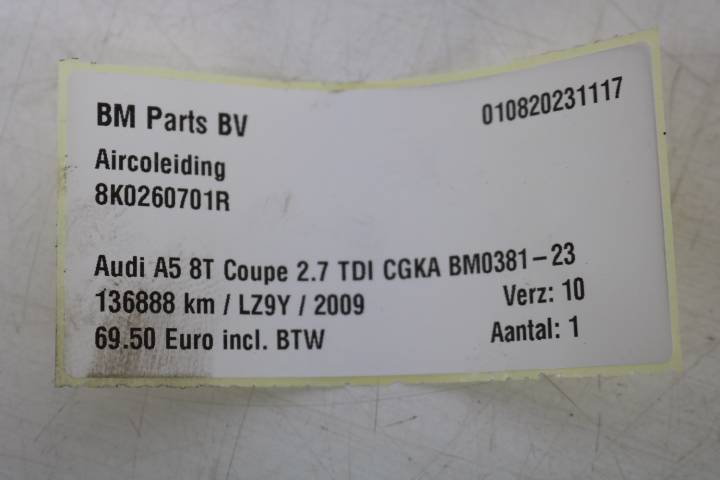 BM Parts BV 010820231117
Aircoleiding
8K0260701R
Audi A5 8T Coupe 2.7 TDI CGKA BM0381-23
136888 km / LZ9Y / 2009 Verz: 10
69.50 Euro incl. BTW Aantal: 1